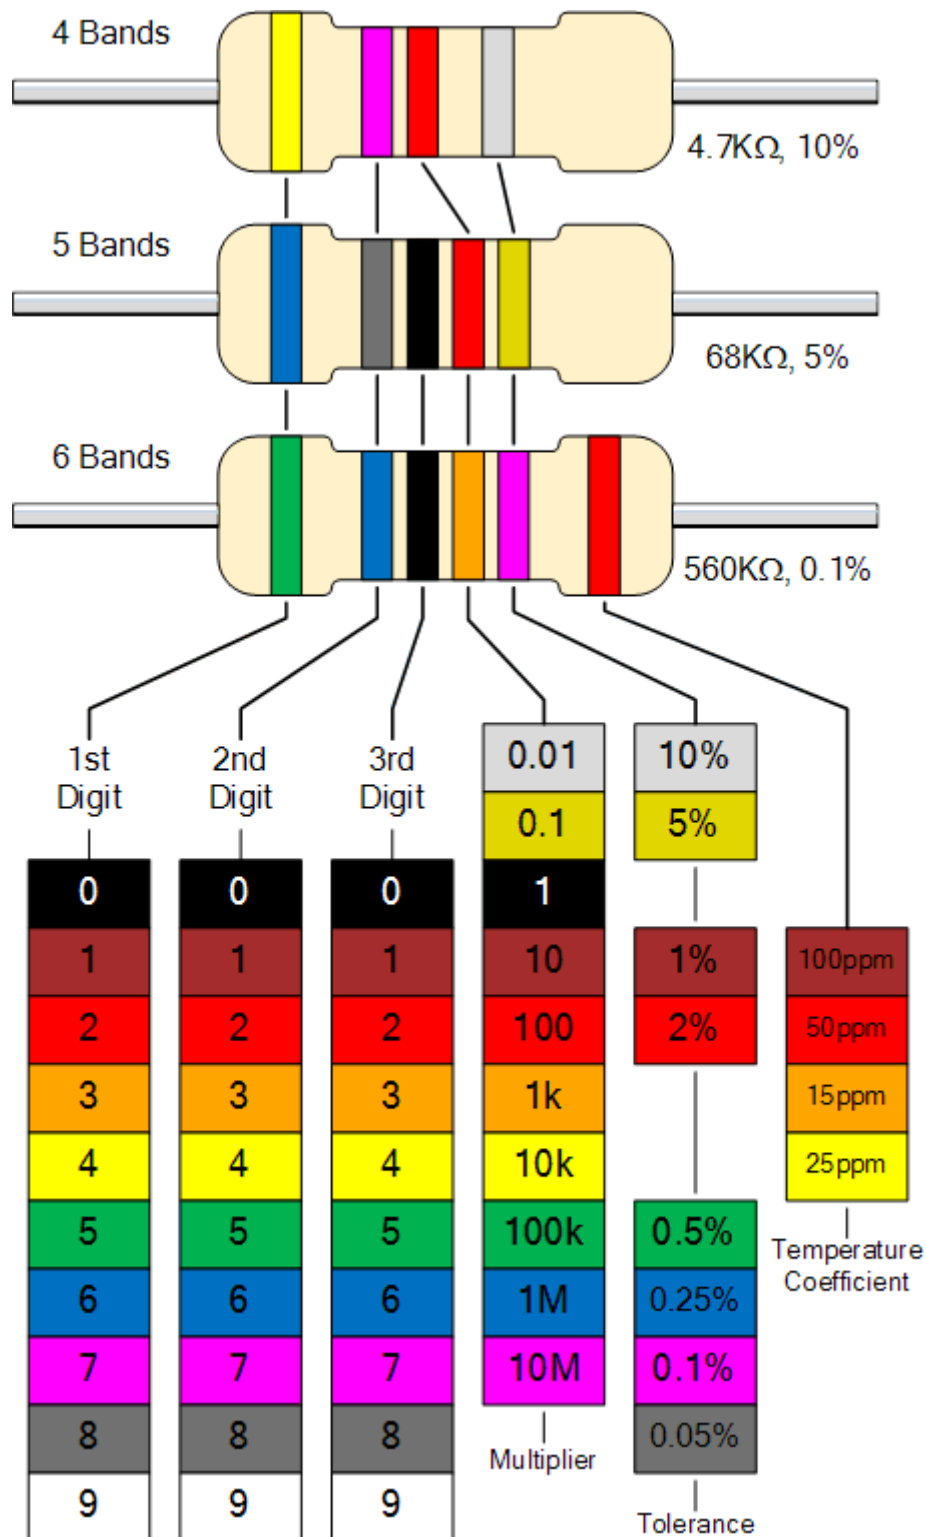 4 Bands
4.7KΩ, 10%
5 Bands
68KΩ, 5%
6 Bands
560KΩ, 0.1%
1st
Digit
2nd
Digit
3rd
Digit
0.01 10%
0.1 5%
0 0 0 1
1 1 1 10 1% 100ppm
2 2 2 100 2% 50ppm
3 3 3 1k 15ppm
4 4 4 10k 25ppm
5 5 5 100k 0.5%
Temperature
Coefficient
6 6 6 1M 0.25%
7 7 7 10M 0.1%
8 8 8 0.05%
Multiplier
9 9 9
Tolerance